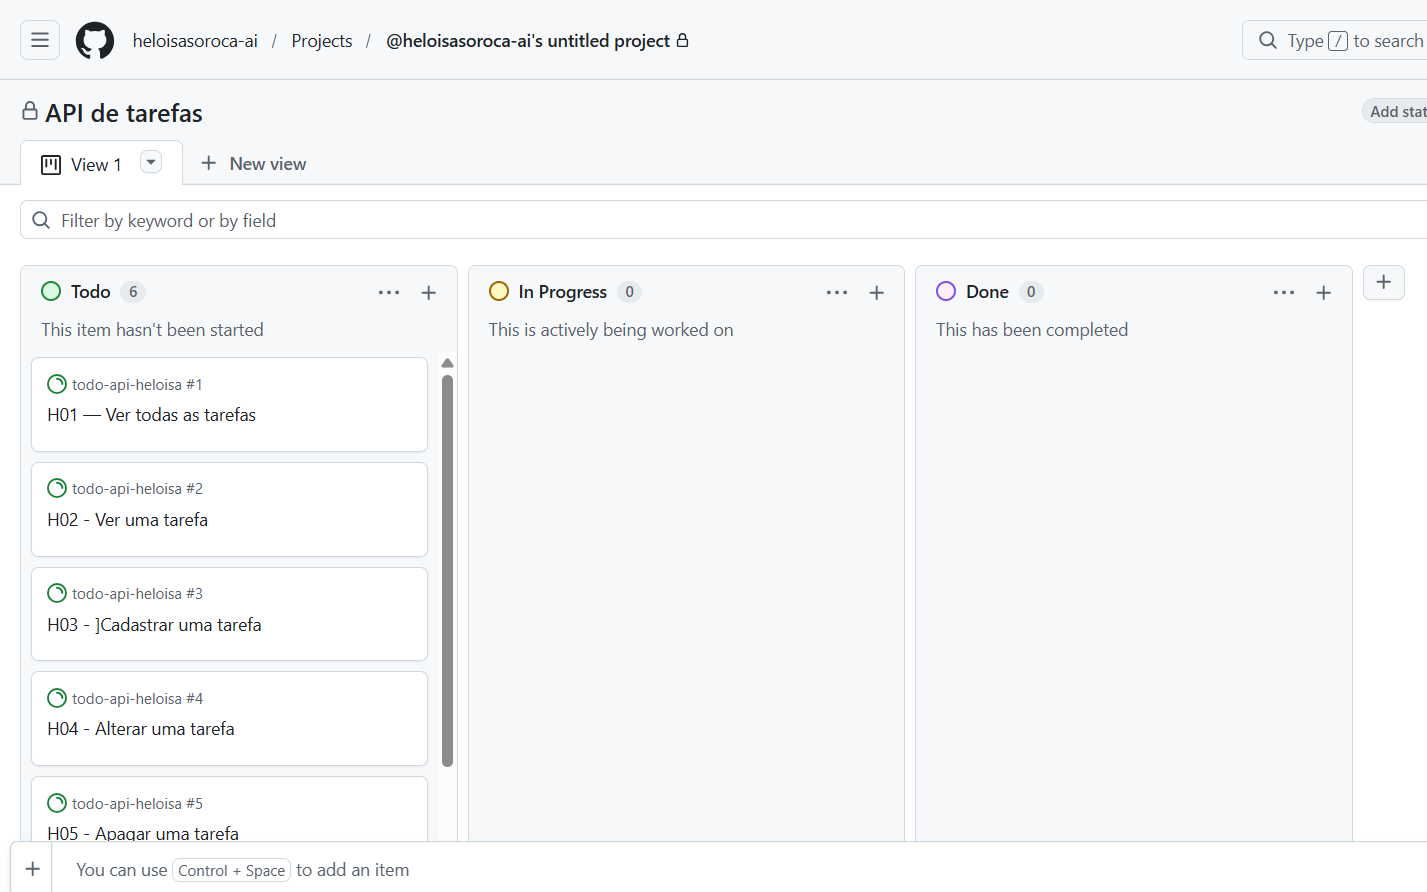 heloisasoroca-ai / Projects / @heloisasoroca-ai's untitled project
Type / to search
API de tarefas
Add stat
View 1
New view
Filter by keyword or by field
Todo 6
This item hasn't been started
todo-api-heloisa #1
H01 — Ver todas as tarefas
todo-api-heloisa #2
H02 - Ver uma tarefa
todo-api-heloisa #3
H03 - ]Cadastrar uma tarefa
todo-api-heloisa #4
H04 - Alterar uma tarefa
todo-api-heloisa #5
H05 - Apagar uma tarefa
In Progress 0
This is actively being worked on
Done 0
This has been completed
You can use Control + Space to add an item